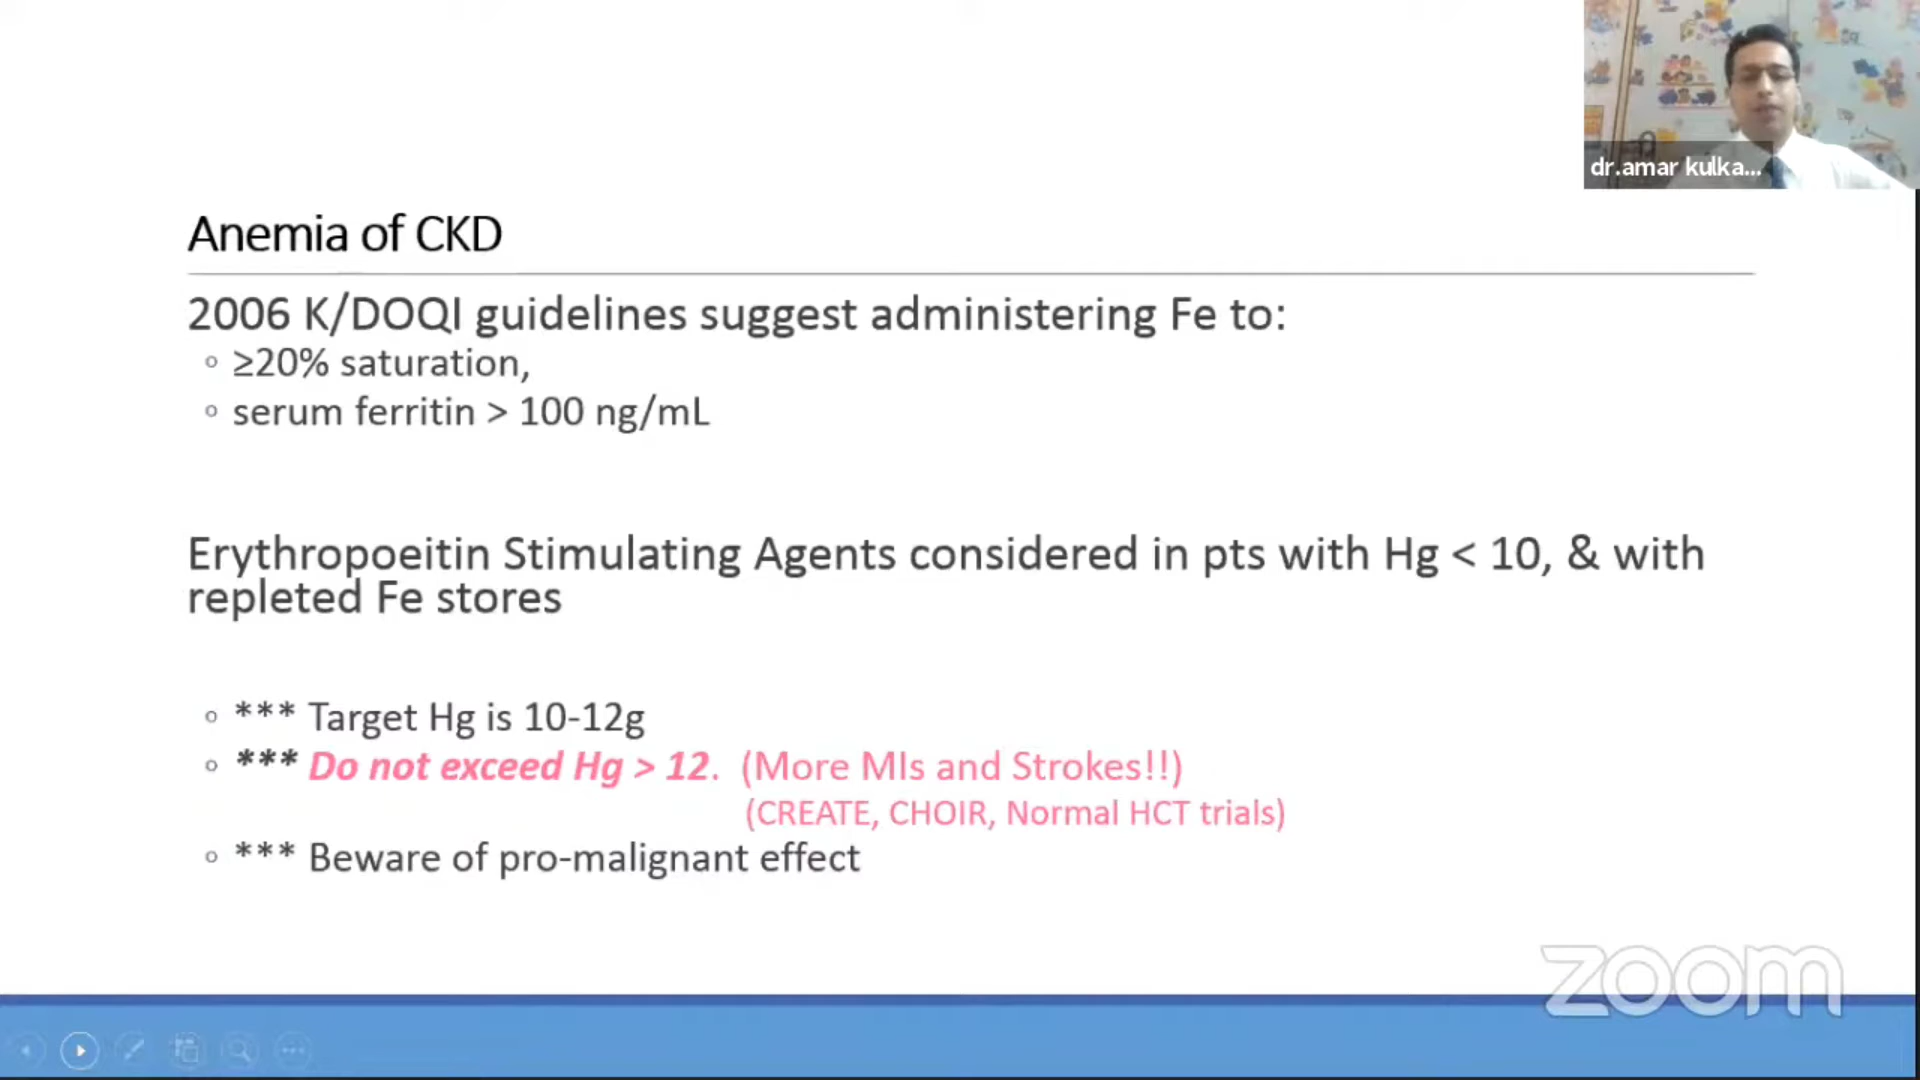 dr.amar kulka...
Anemia of CKD
2006 K/DOQI guidelines suggest administering Fe to:
◦ ≥20% saturation,
◦ serum ferritin > 100 ng/mL
Erythropoeitin Stimulating Agents considered in pts with Hg < 10, & with
repleted Fe stores
◦ *** Target Hg is 10-12g
◦ *** Do not exceed Hg > 12. (More MIs and Strokes!!)
(CREATE, CHOIR, Normal HCT trials)
◦ *** Beware of pro-malignant effect
zoom